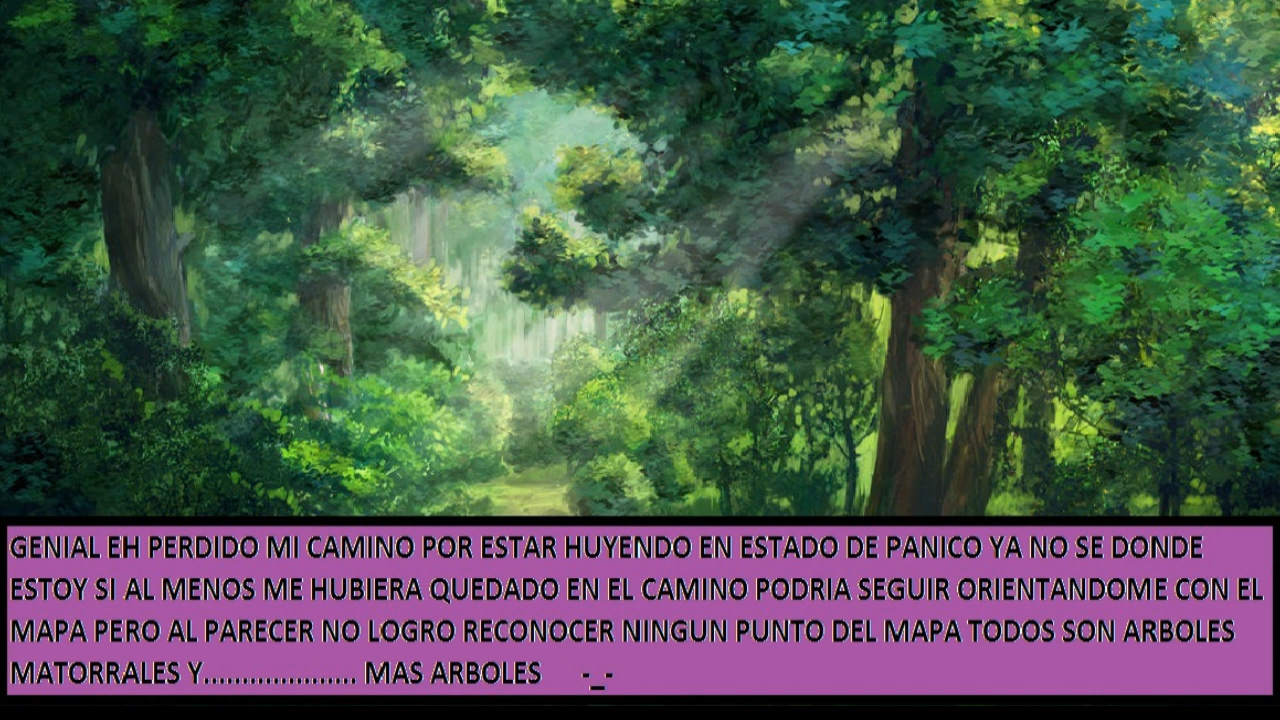 GENIAL EH PERDIDO MI CAMINO POR ESTAR HUYENDO EN ESTADO DE PANICO YA NO SE DONDE
ESTOY SI AL MENOS ME HUBIERA QUEDADO EN EL CAMINO PODRIA SEGUIR ORIENTANDOME CON EL
MAPA PERO AL PARECER NO LOGRO RECONOCER NINGUN PUNTO DEL MAPA TODOS SON ARBOLES
MATORRALES Y.................... MAS ARBOLES -_-